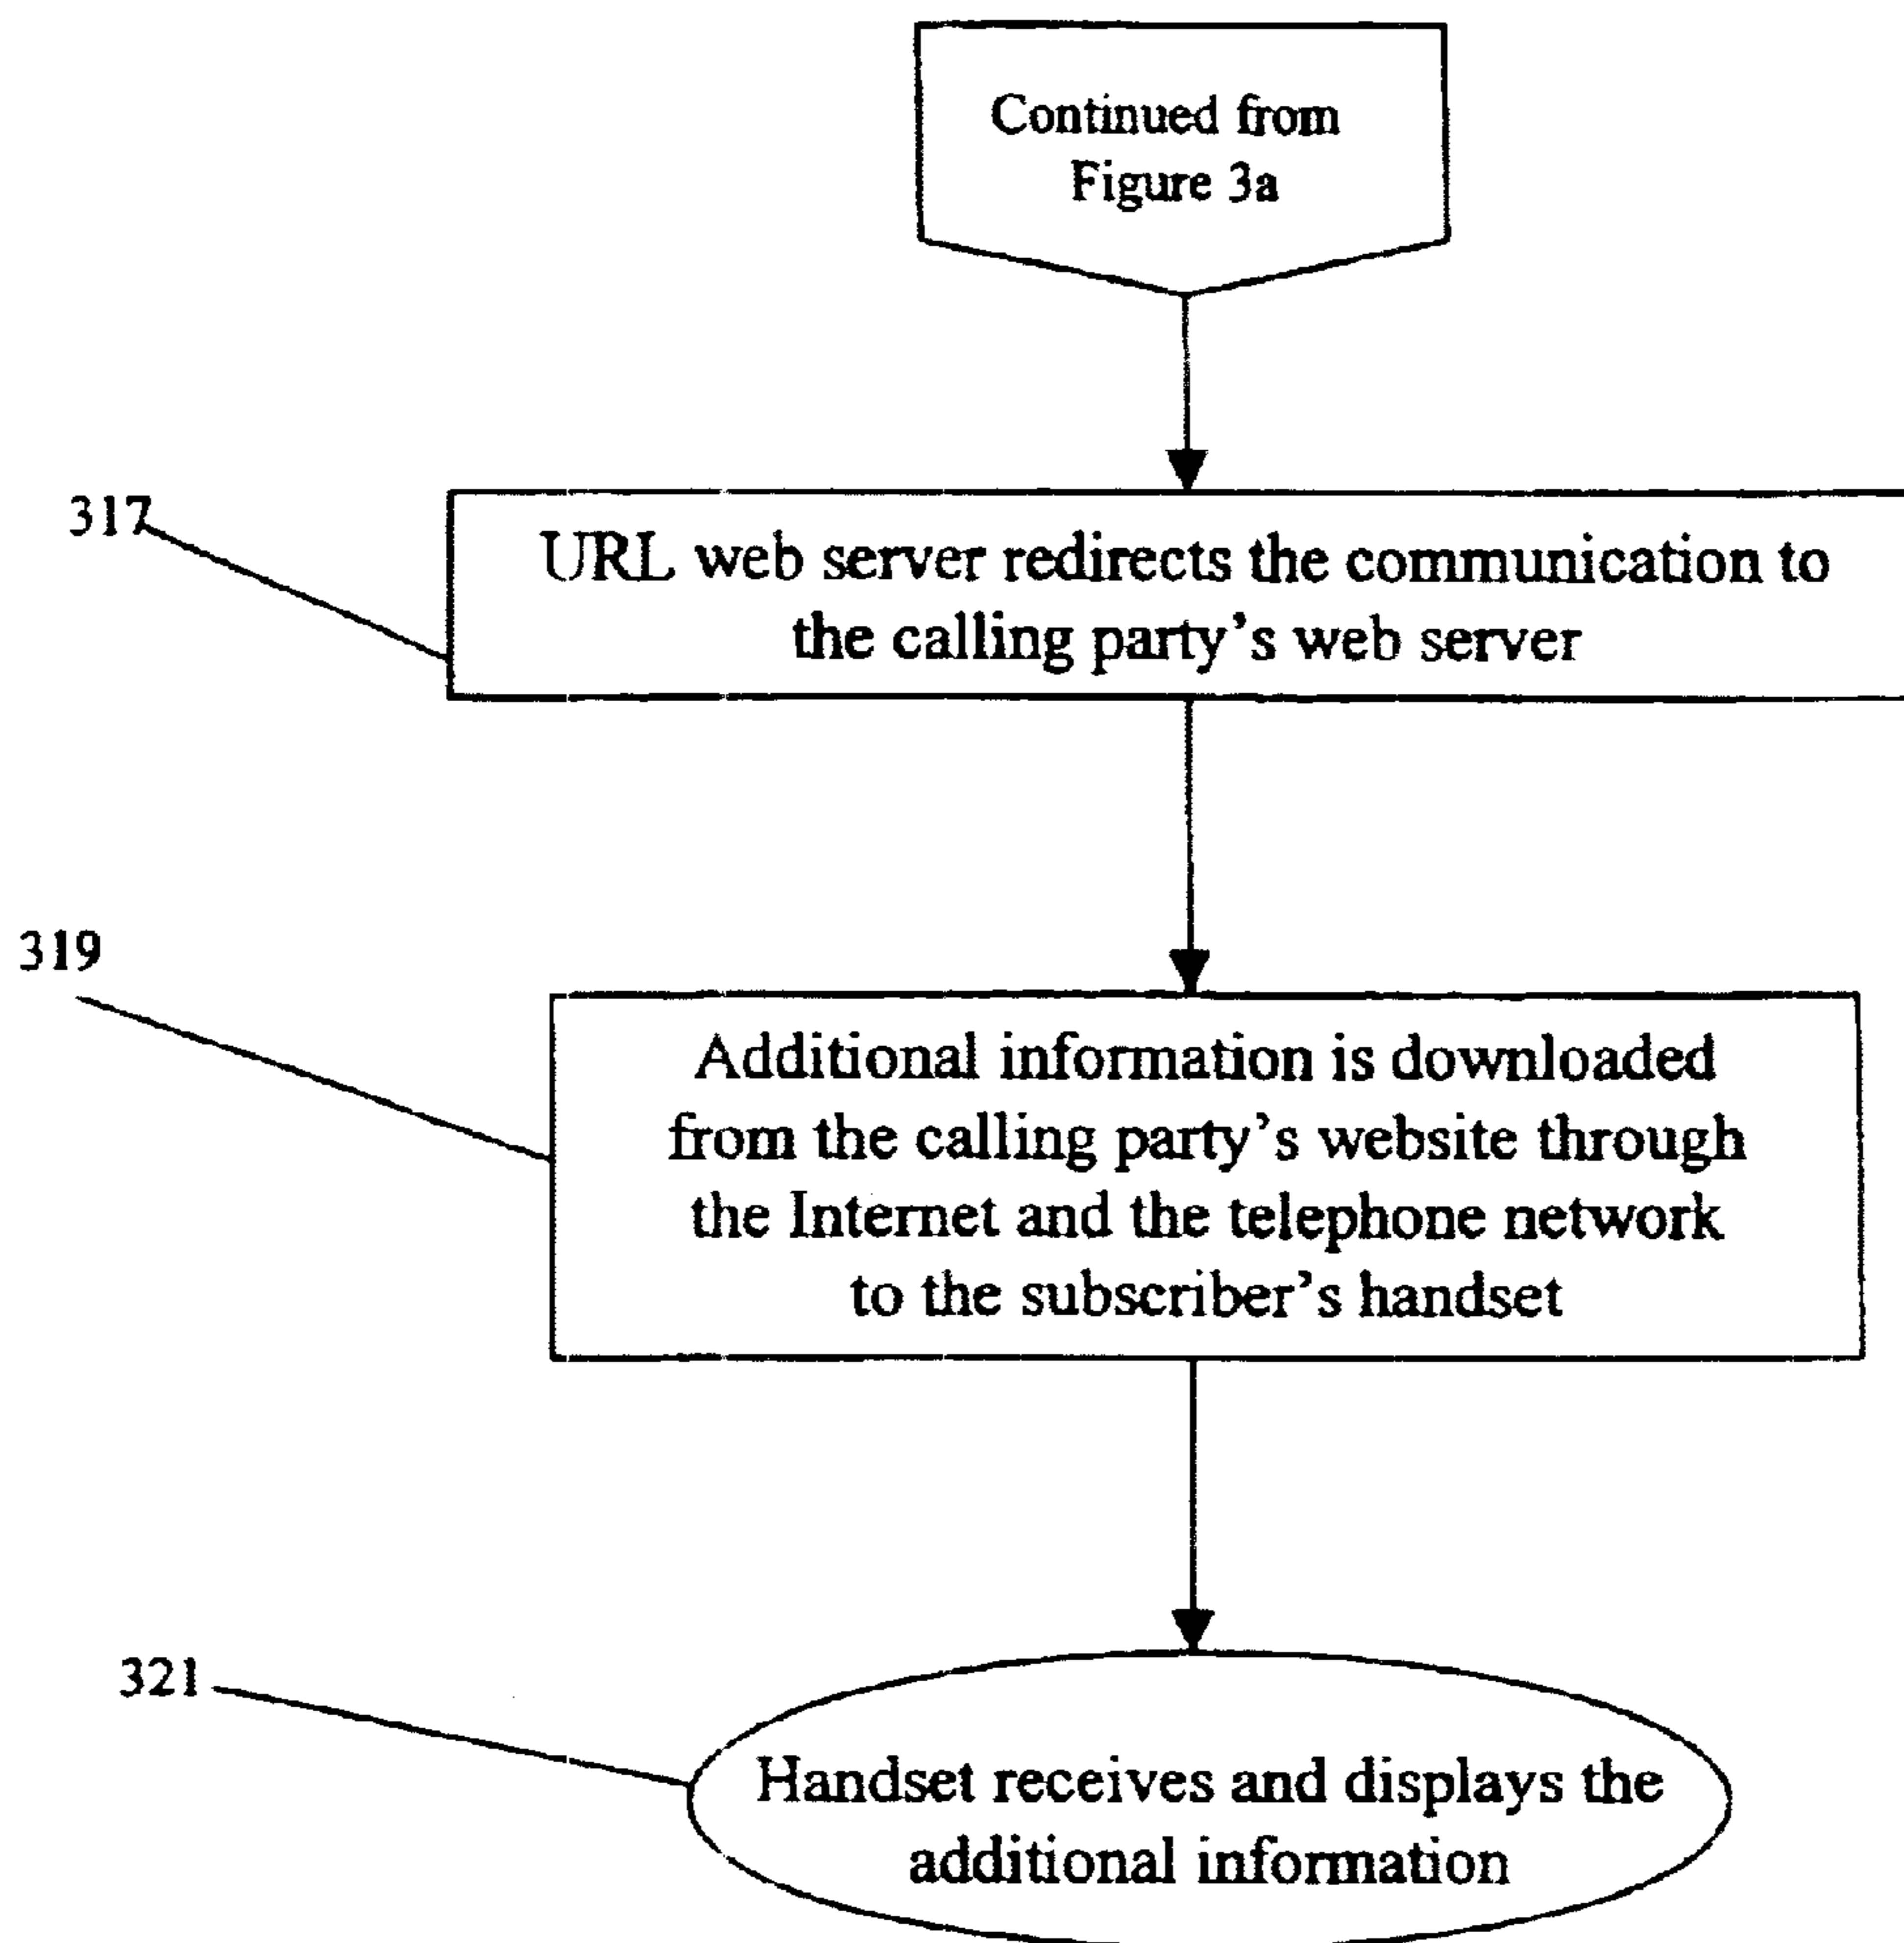 Continued from
Figure 3a
317
URL web server redirects the communication to
the calling party's web server
319
Additional information is downloaded
from the calling party's website through
the Internet and the telephone network
to the subscriber's handset
321
Handset receives and displays the
additional information